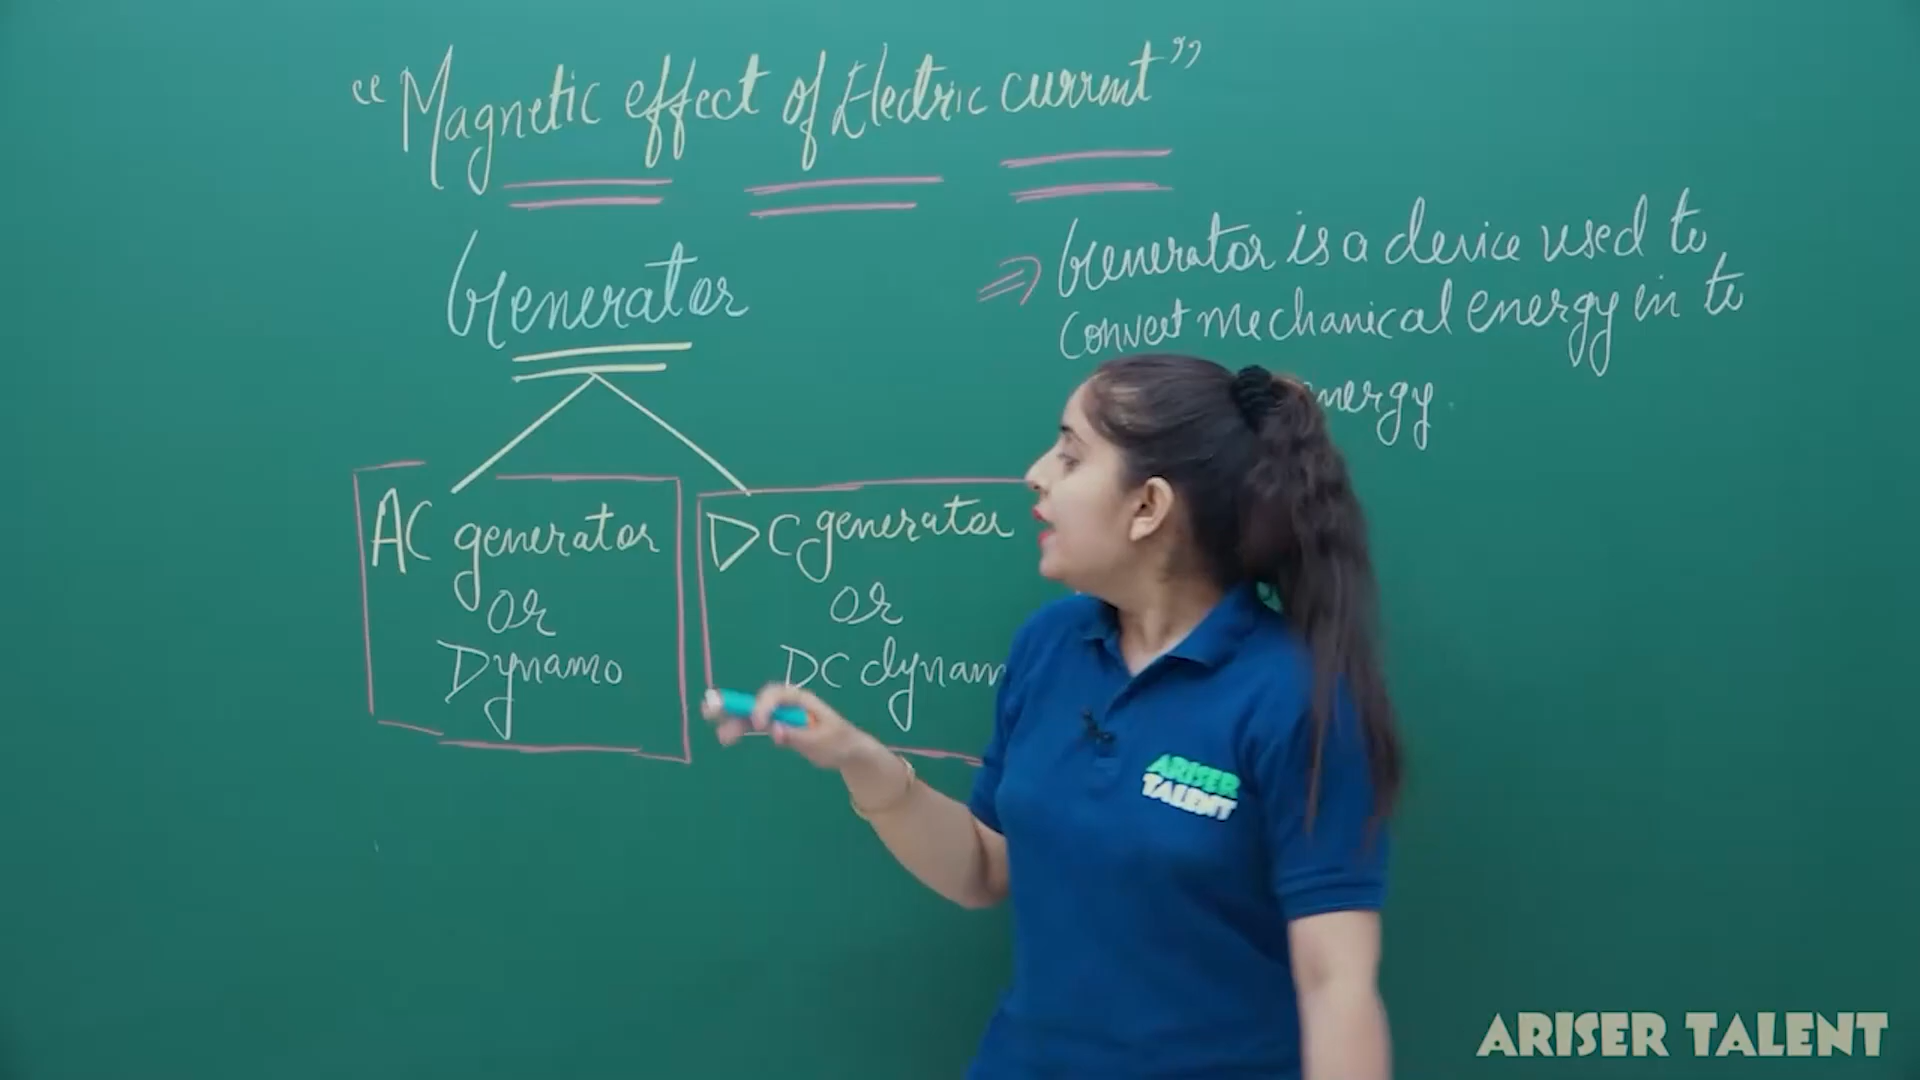 “Magnetic effect of Electric current”
Generator
⇒ Generator is a device used to
convert mechanical energy in to
energy.
AC generator
or
Dynamo
DC generator
or
DC dynam
ARISER
TALENT
ARISER TALENT